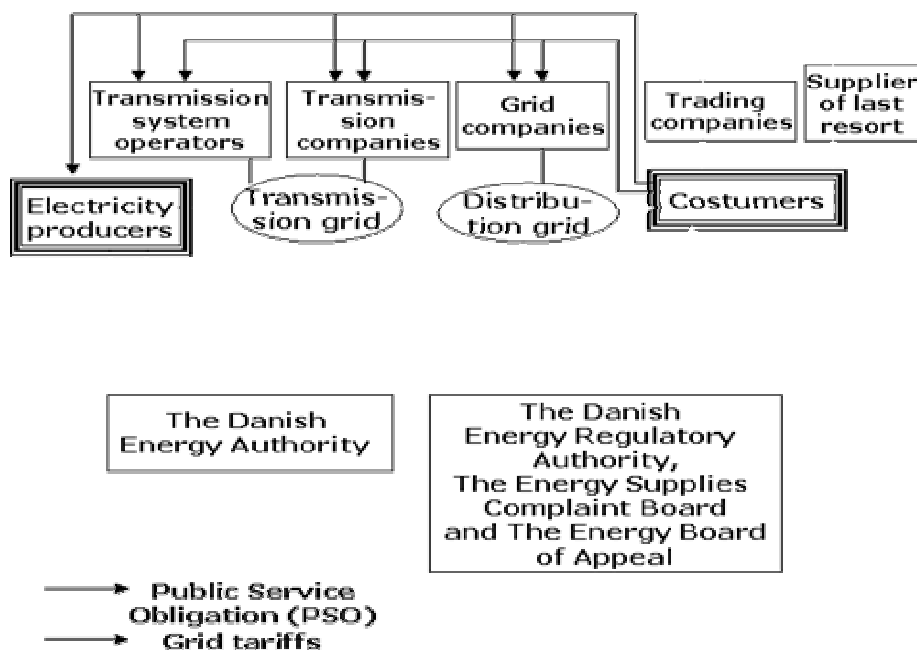 Transmission
system
operators
Transmis-
sion
companies
Grid
companies
Trading
companies
Supplier
of last
resort
Electricity
producers
Transmis-
sion grid
Distribu-
tion grid
Costumers
The Danish
Energy Authority
The Danish
Energy Regulatory
Authority,
The Energy Supplies
Complaint Board
and The Energy Board
of Appeal
Public Service
Obligation (PSO)
Grid tariffs